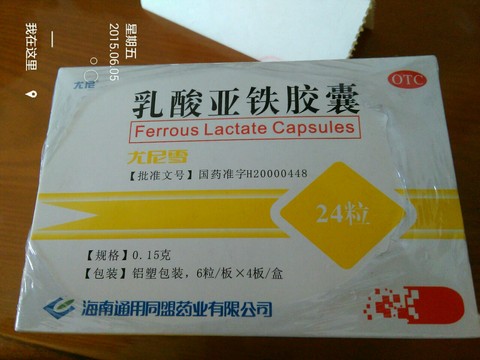 星期五
2015.06.05
我在这里
尤尼
OTC
乳酸亚铁胶囊
Ferrous Lactate Capsules
尤尼雪
【批准文号】国药准字H20000448
24粒
【规格】0.15克
【包装】铝塑包装，6粒/板×4板/盒
海南通用同盟药业有限公司